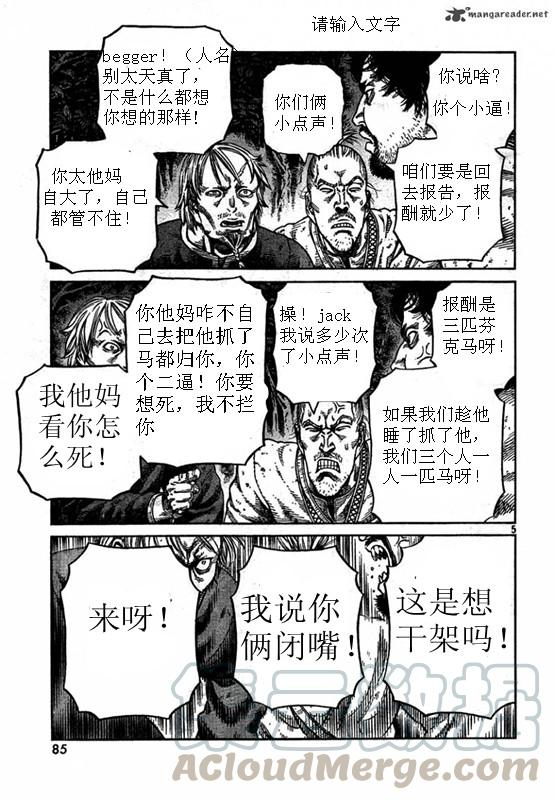 请输入文字
mangareader.net
你说啥？
你个小逼！
咱们要是回
去报告，报
酬就少了！
你们俩
小点声！
begger！（人名
别太天真了，
不是什么都想
你想的那样！
你太他妈
自大了，自己
都管不住！
报酬是
三匹芬
克马呀！
如果我们趁他
睡了抓了他，
我们三个人一
人一匹马呀！
操！jack
我说多少次
了小点声！
你他妈咋不自
己去把他抓了
马都归你，你
个二逼！你要
想死，我不拦
你
我他妈
看你怎
么死！
5
这是想
干架吗！
我说你
俩闭嘴！
来呀！
85
集云数据
ACloudMerge.com